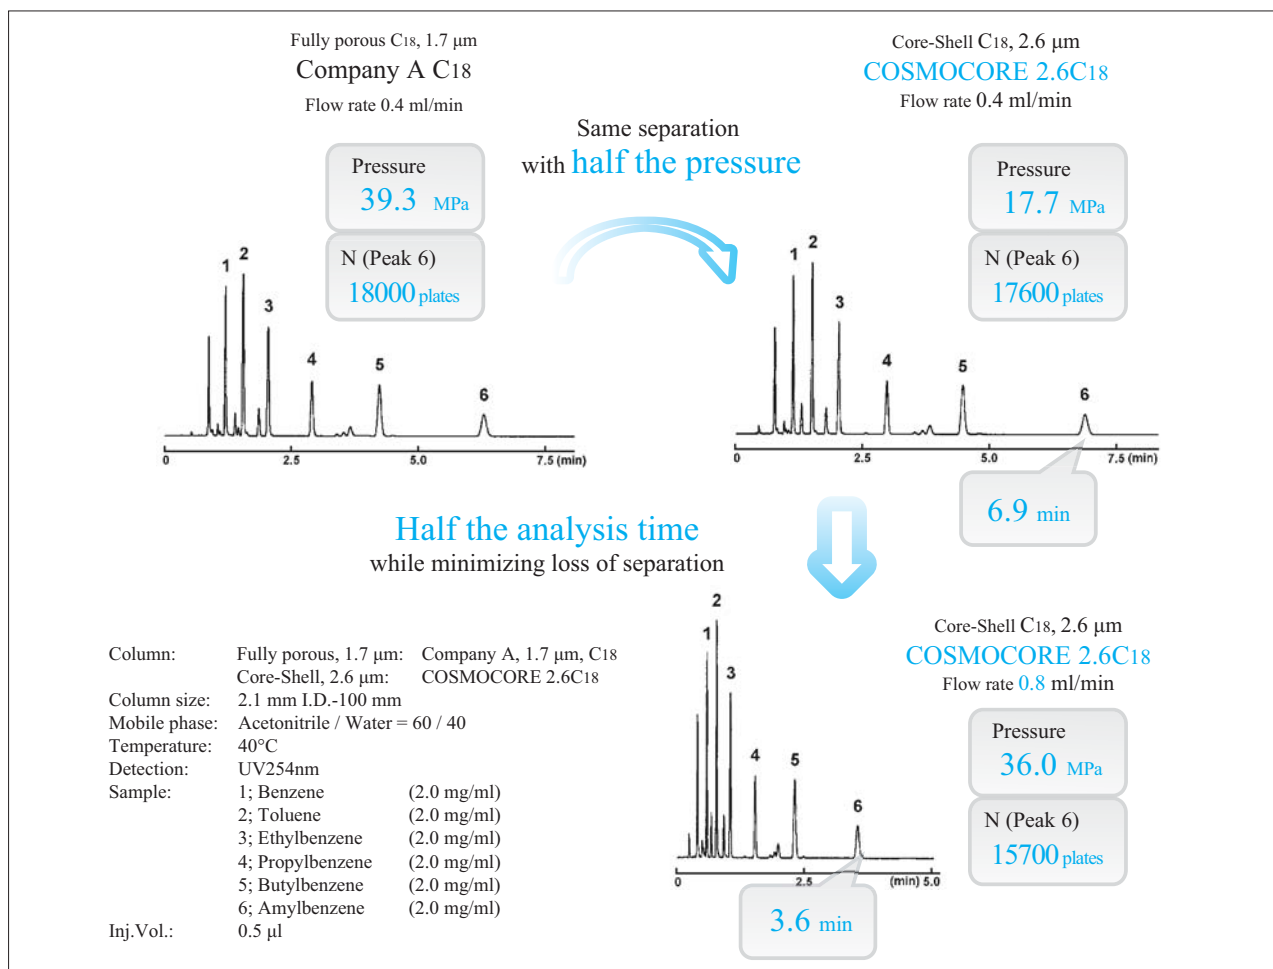 Fully porous C18, 1.7 μm
Company A C18
Flow rate 0.4 ml/min
Pressure
39.3 MPa
N (Peak 6)
18000 plates
1
2
3
4
5
6
0
2.5
5.0
7.5 (min)
Same separation
with half the pressure
Core-Shell C18, 2.6 μm
COSMOCORE 2.6C18
Flow rate 0.4 ml/min
Pressure
17.7 MPa
N (Peak 6)
17600 plates
1
2
3
4
5
6
0
2.5
5.0
7.5 (min)
6.9 min
Half the analysis time
while minimizing loss of separation
Core-Shell C18, 2.6 μm
COSMOCORE 2.6C18
Flow rate 0.8 ml/min
Pressure
36.0 MPa
N (Peak 6)
15700 plates
1
2
3
4
5
6
0
2.5
(min) 5.0
3.6 min
Column: Fully porous, 1.7 μm: Company A, 1.7 μm, C18
Core-Shell, 2.6 μm: COSMOCORE 2.6C18
Column size: 2.1 mm I.D.-100 mm
Mobile phase: Acetonitrile / Water = 60 / 40
Temperature: 40°C
Detection: UV254nm
Sample: 1; Benzene (2.0 mg/ml)
2; Toluene (2.0 mg/ml)
3; Ethylbenzene (2.0 mg/ml)
4; Propylbenzene (2.0 mg/ml)
5; Butylbenzene (2.0 mg/ml)
6; Amylbenzene (2.0 mg/ml)
Inj.Vol.: 0.5 μl